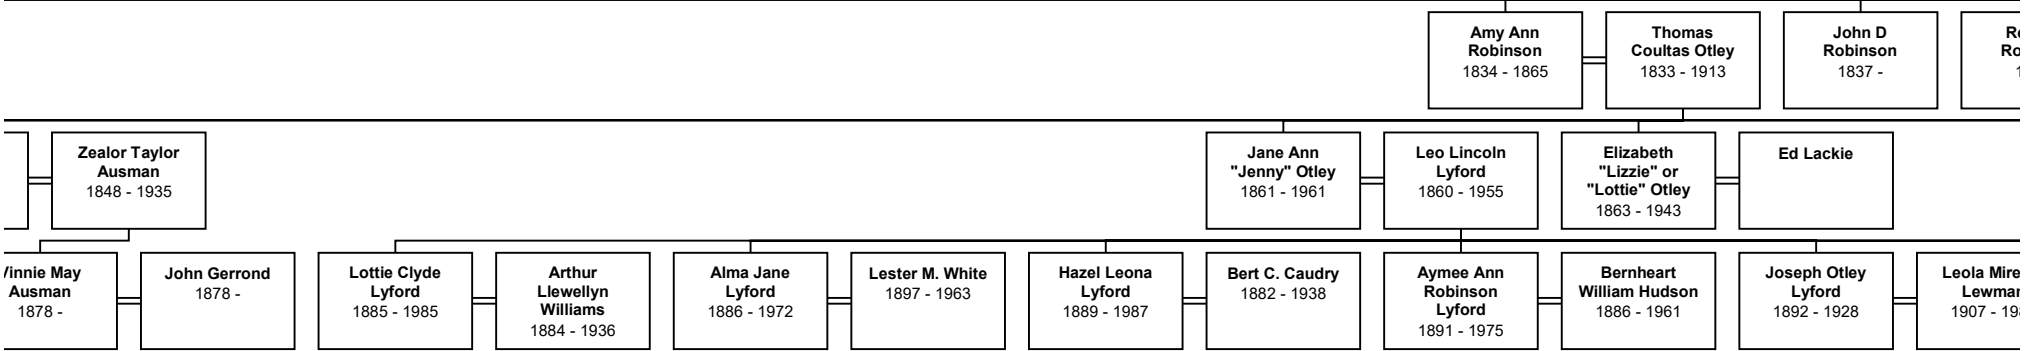 Amy Ann
Robinson
1834 - 1865
Thomas
Coultas Otley
1833 - 1913
John D
Robinson
1837 -
Zealor Taylor
Ausman
1848 - 1935
Jane Ann
"Jenny" Otley
1861 - 1961
Leo Lincoln
Lyford
1860 - 1955
Elizabeth
"Lizzie" or
"Lottie" Otley
1863 - 1943
Ed Lackie
May
Ausman
1878 -
John Gerrond
1878 -
Lottie Clyde
Lyford
1885 - 1985
Arthur
Llewellyn
Williams
1884 - 1936
Alma Jane
Lyford
1886 - 1972
Lester M. White
1897 - 1963
Hazel Leona
Lyford
1889 - 1987
Bert C. Caudry
1882 - 1938
Aymee Ann
Robinson
Lyford
1891 - 1975
Bernheart
William Hudson
1886 - 1961
Joseph Otley
Lyford
1892 - 1928
Leola
1907 -